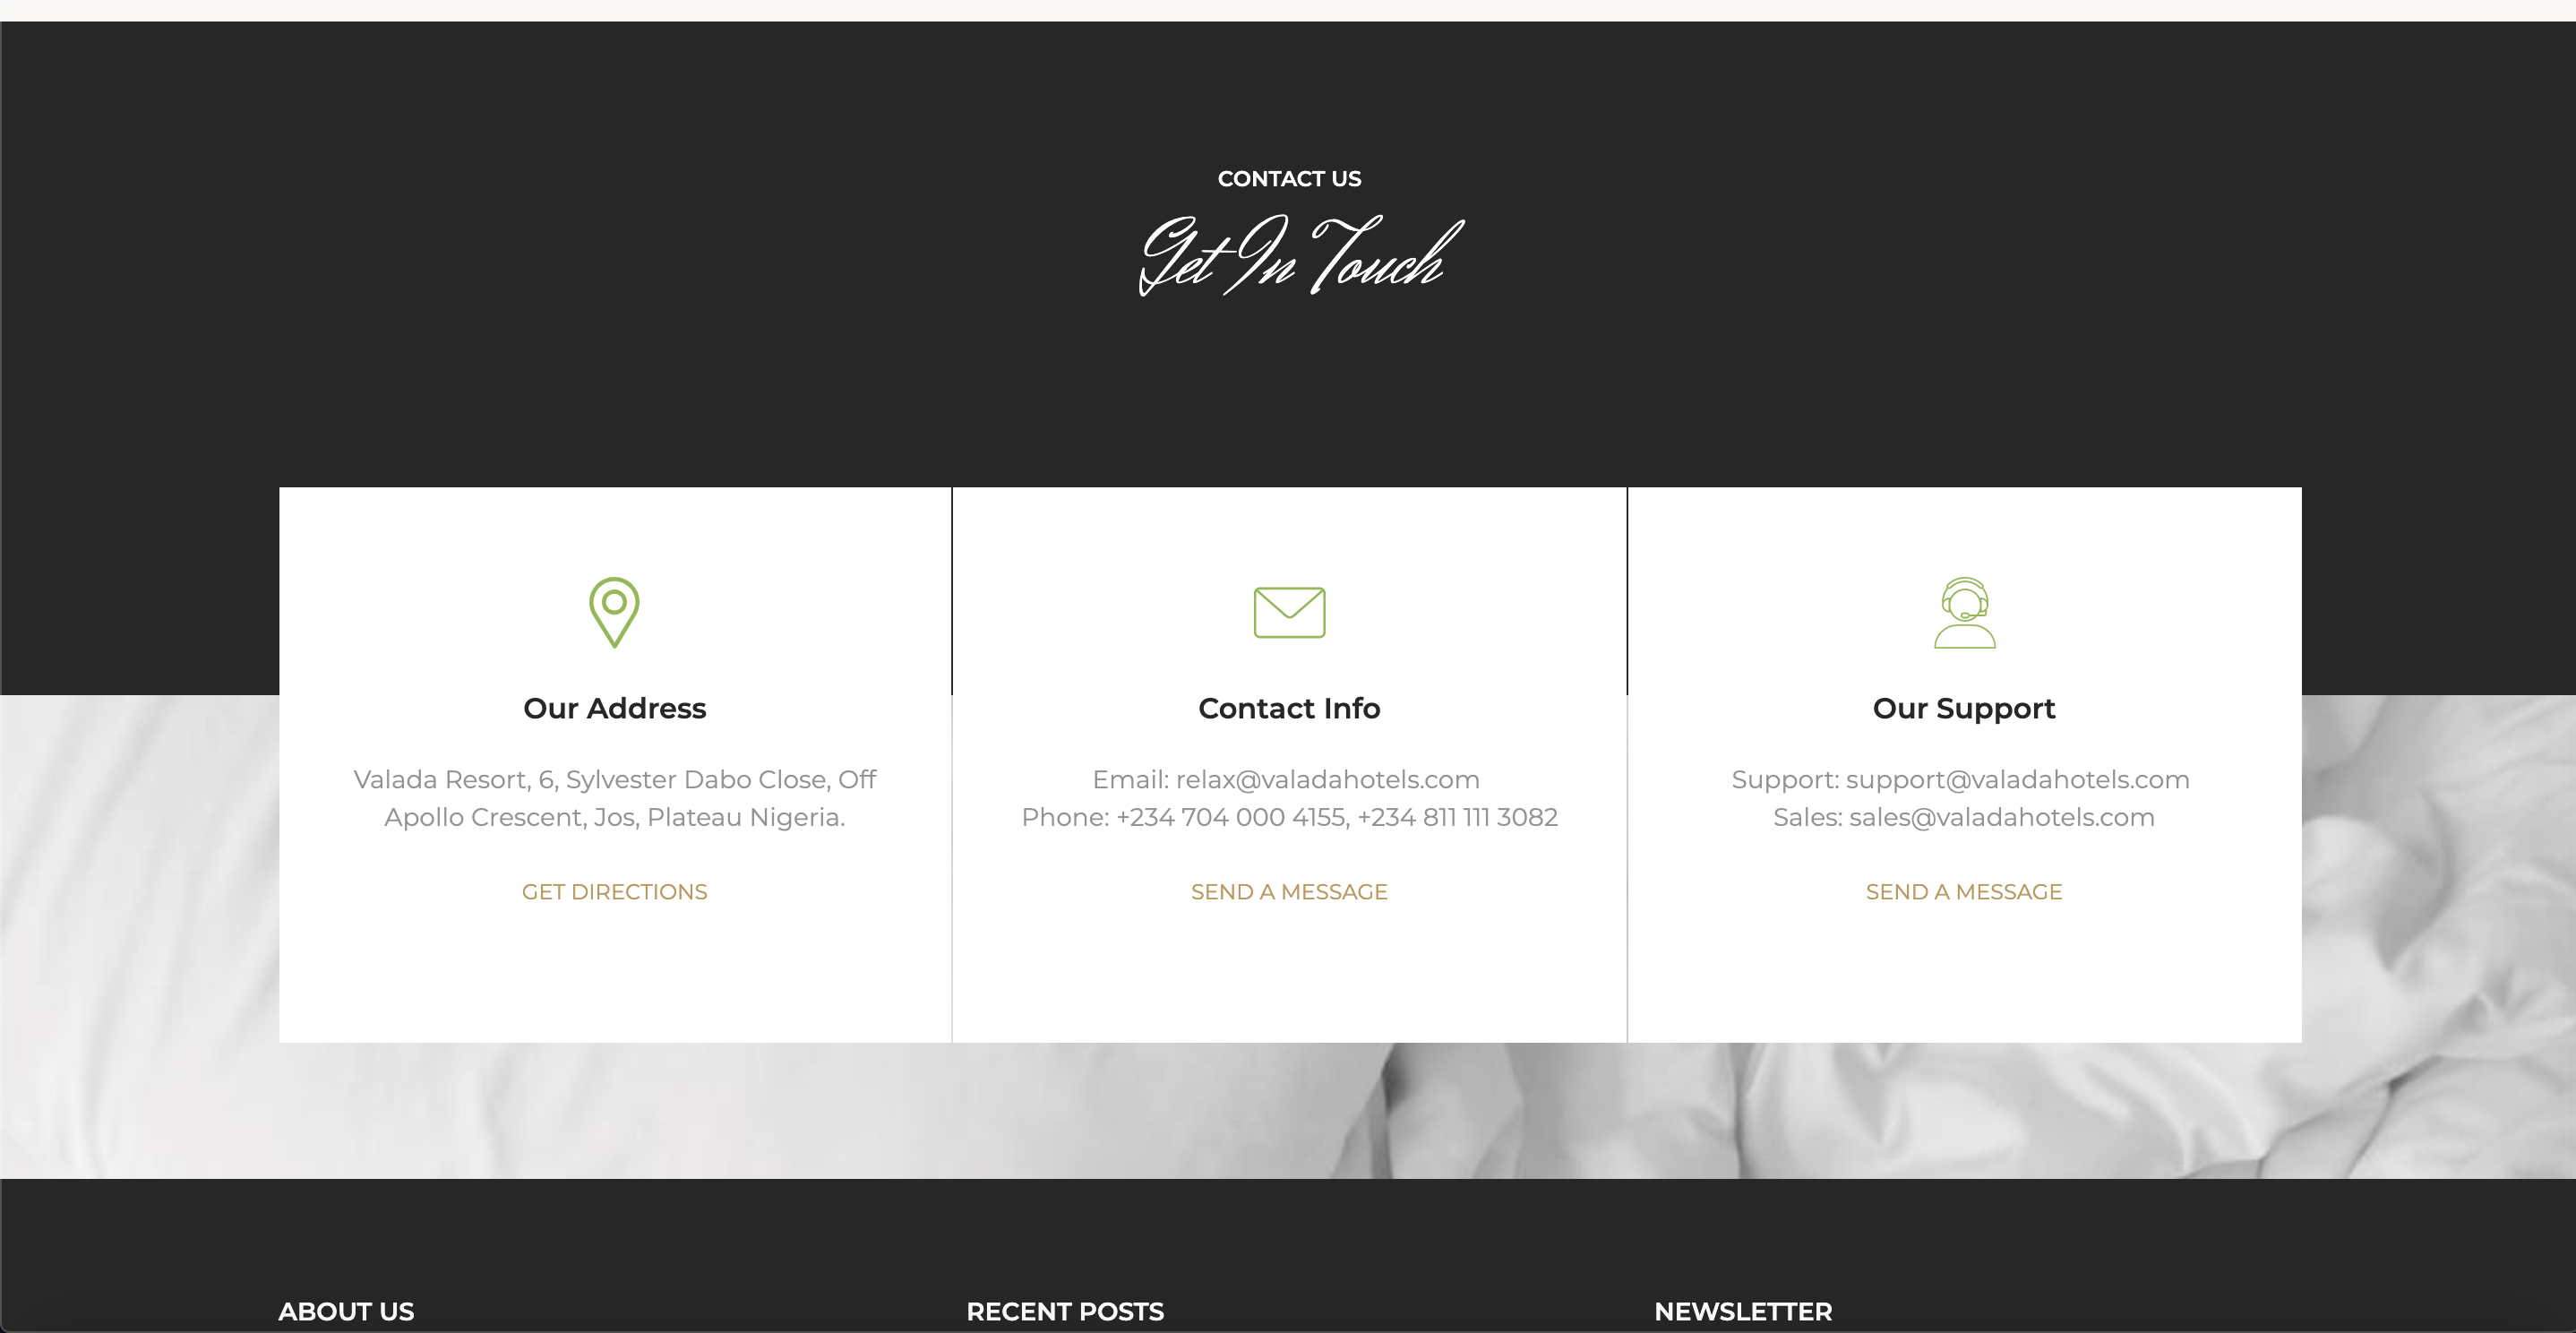 CONTACT US
Get In Touch
Our Address
Valada Resort, 6, Sylvester Dabo Close, Off
Apollo Crescent, Jos, Plateau Nigeria.
GET DIRECTIONS
Contact Info
Email: relax@valadahotels.com
Phone: +234 704 000 4155, +234 811 111 3082
SEND A MESSAGE
Our Support
Support: support@valadahotels.com
Sales: sales@valadahotels.com
SEND A MESSAGE
ABOUT US
RECENT POSTS
NEWSLETTER